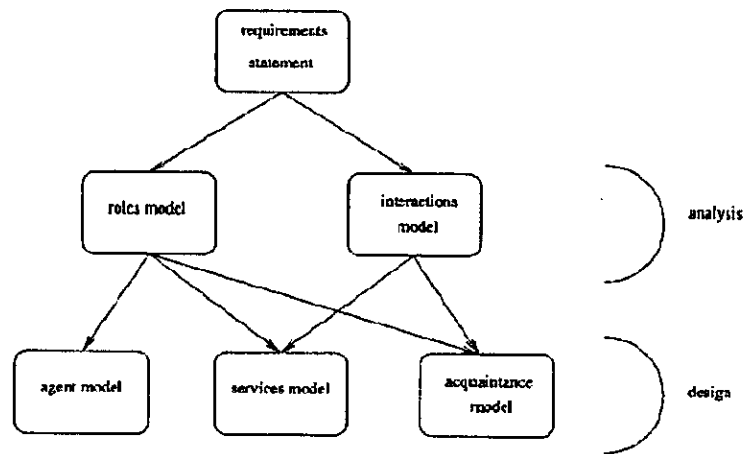 requirements
statement
roles model
interactions
model
analysis
agent model
services model
acquaintance
model
design